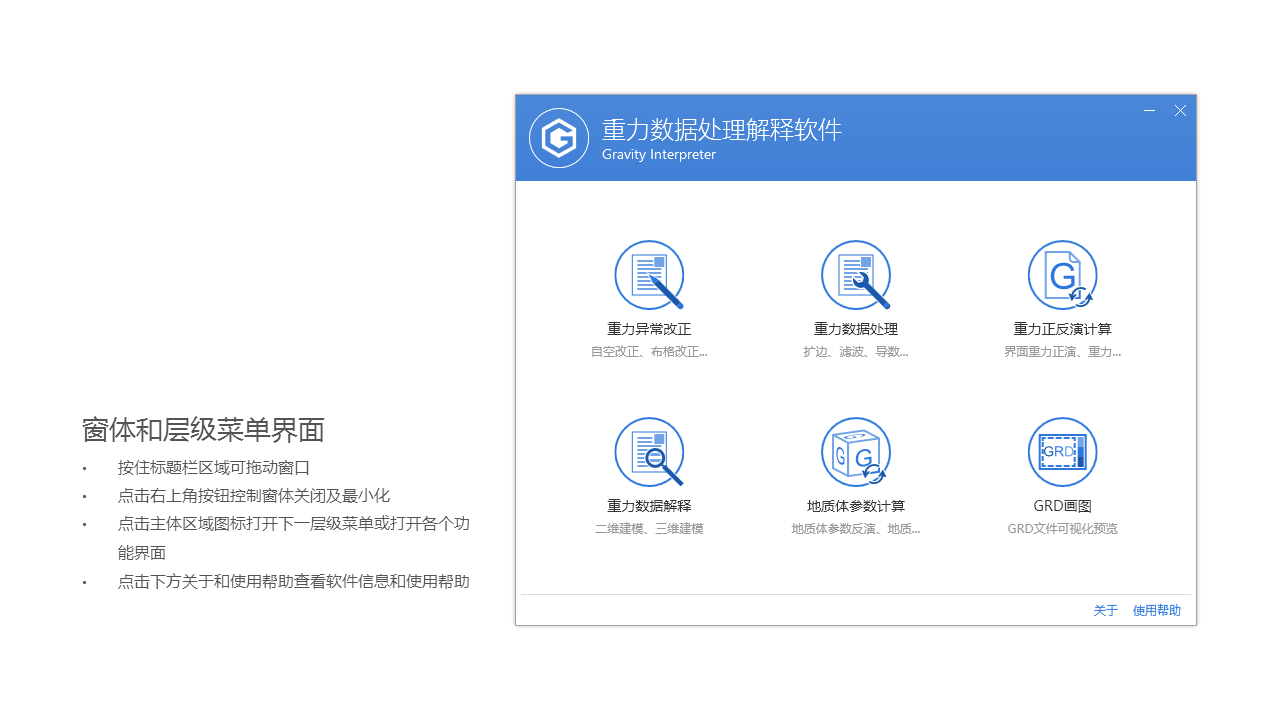 窗体和层级菜单界面
• 按住标题栏区域可拖动窗口
• 点击右上角按钮控制窗体关闭及最小化
• 点击主体区域图标打开下一层级菜单或打开各个功
能界面
• 点击下方关于和使用帮助查看软件信息和使用帮助
G
重力数据处理解释软件
Gravity Interpreter
G
重力异常改正
重力数据处理
重力正反演计算
自空改正、布格改正...
扩边、滤波、导数...
界面重力正演、重力...
G
G
G
GRD
重力数据解释
地质体参数计算
GRD画图
二维建模、三维建模
地质体参数反演、地质...
GRD文件可视化预览
关于
使用帮助